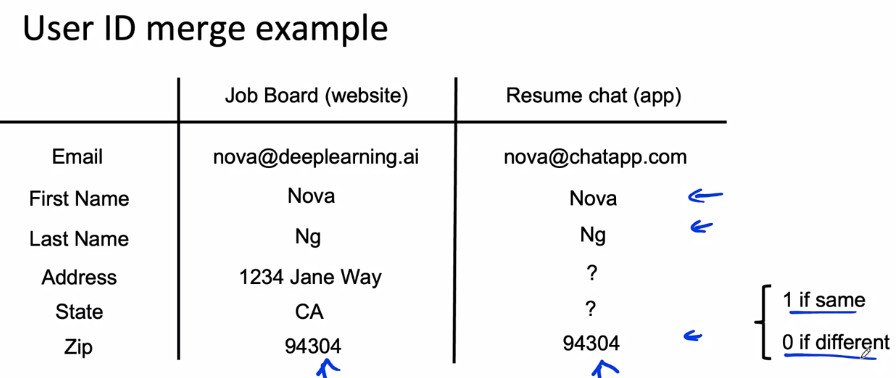 User ID merge example
Job Board (website) Resume chat (app)
Email nova@deeplearning.ai nova@chatapp.com
First Name Nova Nova
Last Name Ng Ng
Address 1234 Jane Way ?
State CA ?
Zip 94304 94304
1 if same
0 if different